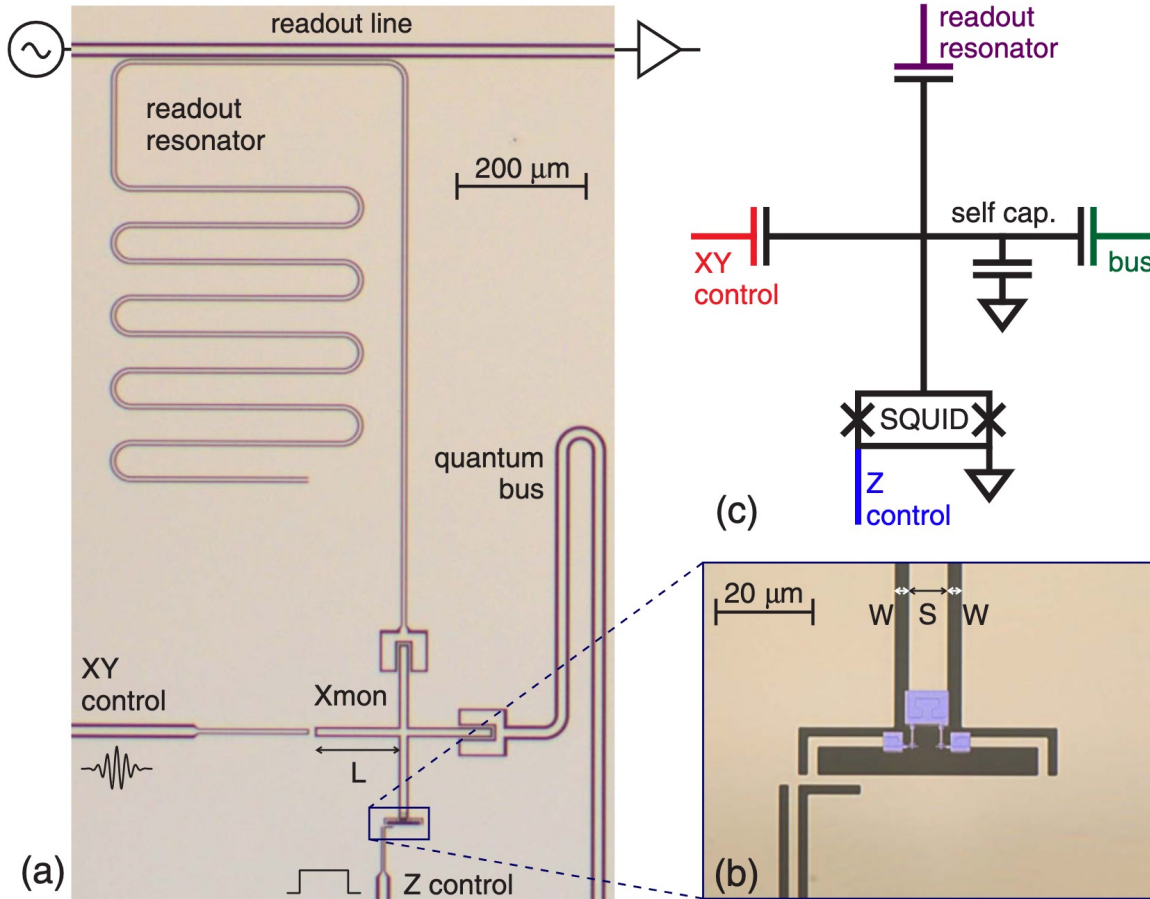 readout line
readout
resonator
200 μm
XY
control
Xmon
L
quantum
bus
Z control
(a)
readout
resonator
self cap.
XY
control
bus
SQUID
Z
control
(c)
20 μm
W
S
W
(b)